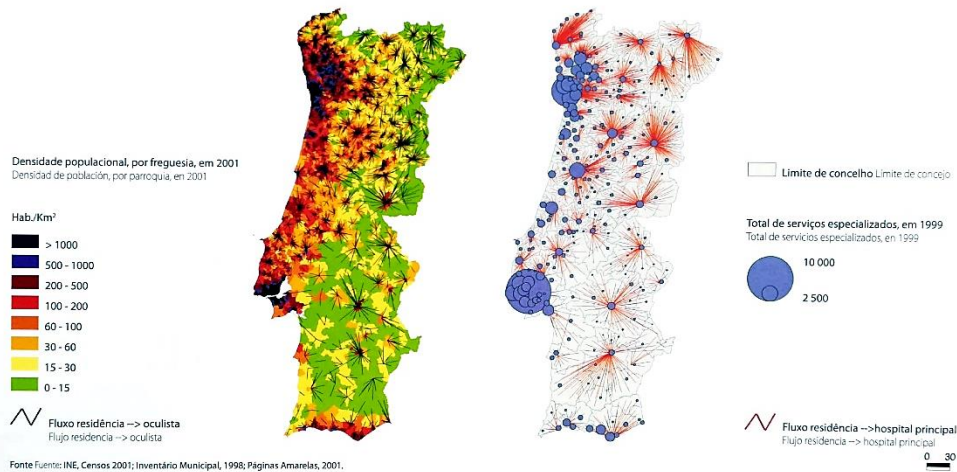 Densidade populacional, por freguesia, em 2001
Densidad de población, por parroquia, en 2001
Hab./Km²
> 1000
500 - 1000
200 - 500
100 - 200
60 - 100
30 - 60
15 - 30
0 - 15
Fluxo residência --> oculista
Flujo residencia --> oculista
Fonte Fuente: INE, Censos 2001; Inventário Municipal, 1998; Páginas Amarelas, 2001.
Limite de concelho Límite de concejo
Total de serviços especializados, em 1999
Total de servicios especializados, en 1999
10 000
2 500
Fluxo residência -->hospital principal
Flujo residencia --> hospital principal
0 30